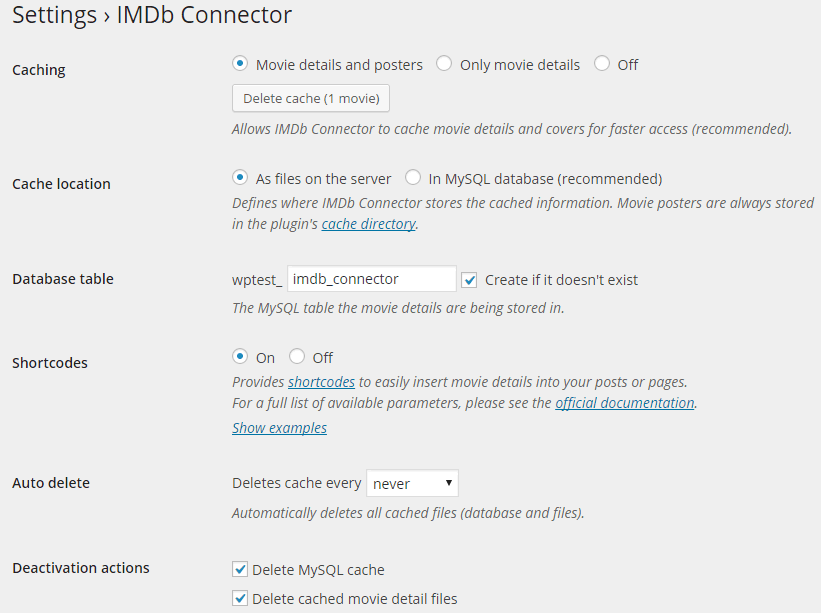 Settings › IMDb Connector
Caching
Movie details and posters Only movie details Off
Delete cache (1 movie)
Allows IMDb Connector to cache movie details and covers for faster access (recommended).
Cache location
As files on the server In MySQL database (recommended)
Defines where IMDb Connector stores the cached information. Movie posters are always stored
in the plugin's cache directory.
Database table
wptest_ imdb_connector Create if it doesn't exist
The MySQL table the movie details are being stored in.
Shortcodes
On Off
Provides shortcodes to easily insert movie details into your posts or pages.
For a full list of available parameters, please see the official documentation.
Show examples
Auto delete
Deletes cache every never
Automatically deletes all cached files (database and files).
Deactivation actions
Delete MySQL cache
Delete cached movie detail files